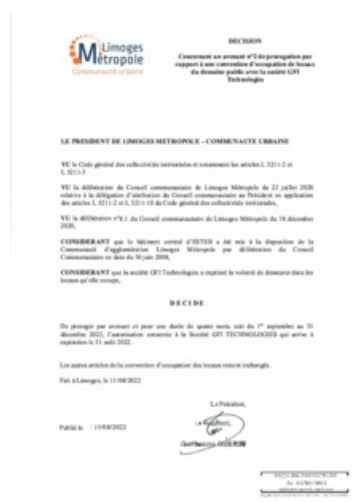 Limoges
Métropole
Communauté urbaine
DECISION
Concernant un avenant n°2 de prorogation par
rapport à une convention d'occupation de locaux
du domaine public avec la société GFI
Technologies
LE PRESIDENT DE LIMOGES METROPOLE – COMMUNAUTE URBAINE
VU le Code général des collectivités territoriales et notamment les articles L 5211-2 et
L 5211-3
VU la délibération du Conseil communautaire de Limoges Métropole du 22 juillet 2020
relative à la délégation d'attribution du Conseil communautaire au Président en application
des articles L 5211-2 et L 5211-10 du Code général des collectivités territoriales,
VU la délibération n°8.1 du Conseil communautaire de Limoges Métropole du 18 décembre
2020,
CONSIDERANT que le bâtiment central d'ESTER a été mis à la disposition de la
Communauté d'agglomération Limoges Métropole par délibération du Conseil
Communautaire en date du 30 juin 2008,
CONSIDERANT que la société GFI Technologies a exprimé la volonté de demeurer dans les
locaux qu'elle occupe,
D E C I D E
De proroger par avenant et pour une durée de quatre mois, soit du 1er septembre au 31
décembre 2022, l'autorisation consentie à la Société GFI TECHNOLOGIES qui arrive à
expiration le 31 août 2022.
Les autres articles de la convention d'occupation des locaux restent inchangés.
Fait à Limoges, le 11/08/2022
Le Président,
Publié le : 19/08/2022
Le Président,
Guillaume GUERIN